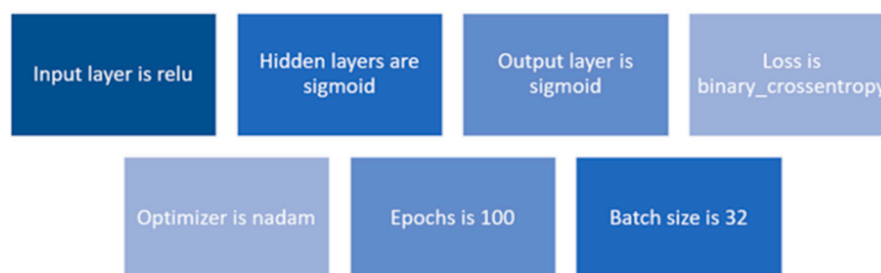 Input layer is relu
Hidden layers are
sigmoid
Output layer is
sigmoid
Loss is
binary_crossentropy
Optimizer is nadam
Epochs is 100
Batch size is 32